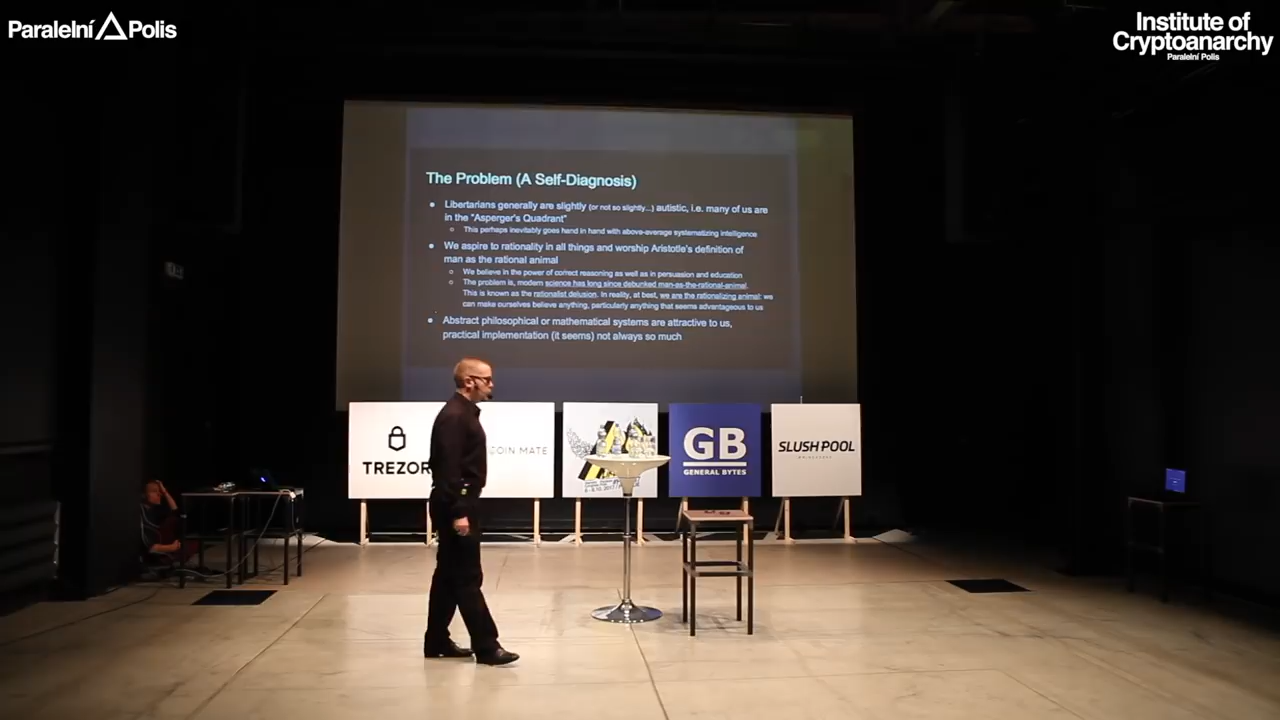 Paralelní Polis
Institute of
Cryptoanarchy
Paralelní Polis
The Problem (A Self-Diagnosis)
Libertarians generally are slightly (or not so slightly...) autistic, i.e. many of us are
in the "Asperger's Quadrant"
This perhaps inevitably goes hand in hand with above-average systematizing intelligence
We aspire to rationality in all things and worship Aristotle's definition of
man as the rational animal
We believe in the power of correct reasoning as well as in persuasion and education
The problem is, modern science has long since debunked man-as-the-rational-animal.
This is known as the rationalist delusion. In reality, at best, we are the rationalizing animal: we
can make ourselves believe anything, particularly anything that seems advantageous to us
Abstract philosophical or mathematical systems are attractive to us,
practical implementation (it seems) not always so much
TREZOR
COIN MATE
GB
GENERAL BYTES
SLUSH POOL